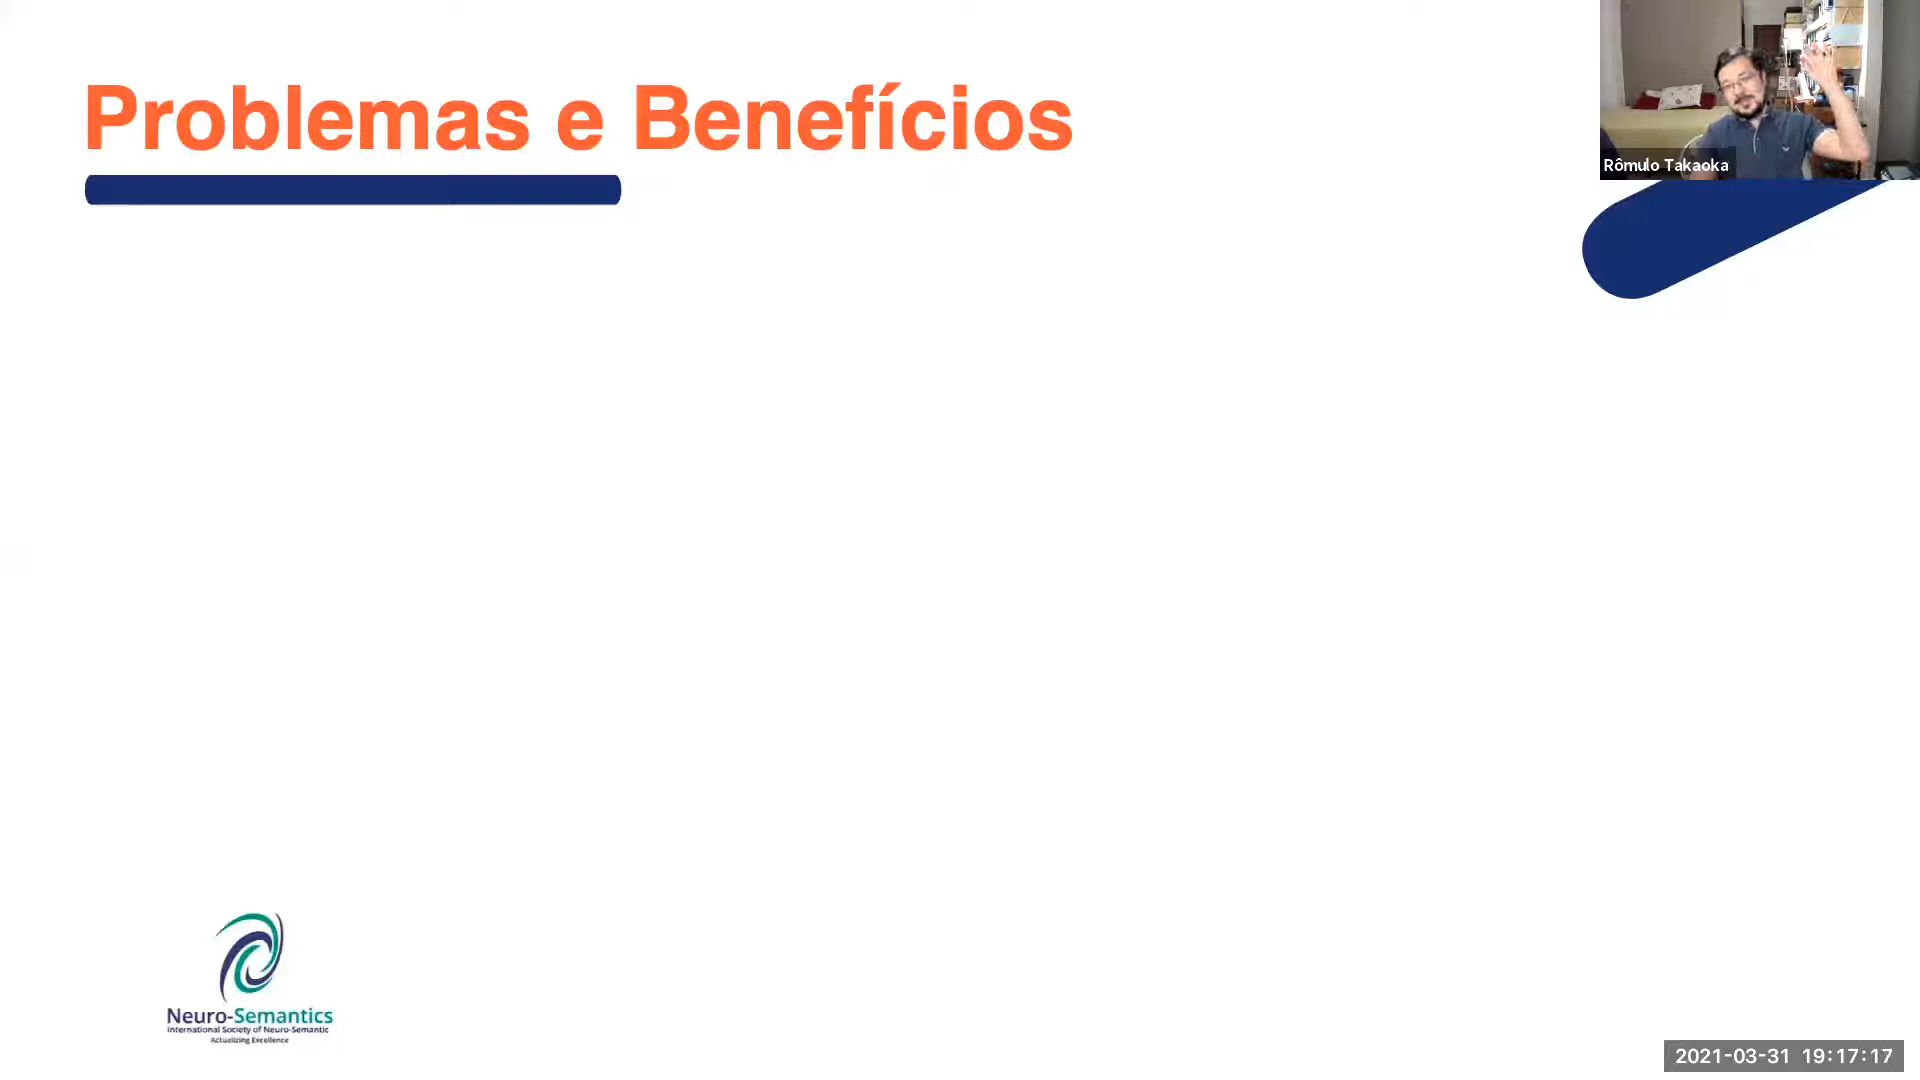 Problemas e Benefícios
Rômulo Takaoka
Neuro-Semantics
International Society of Neuro-Semantic
Actualizing Excellence
2021-03-31 19:17:17